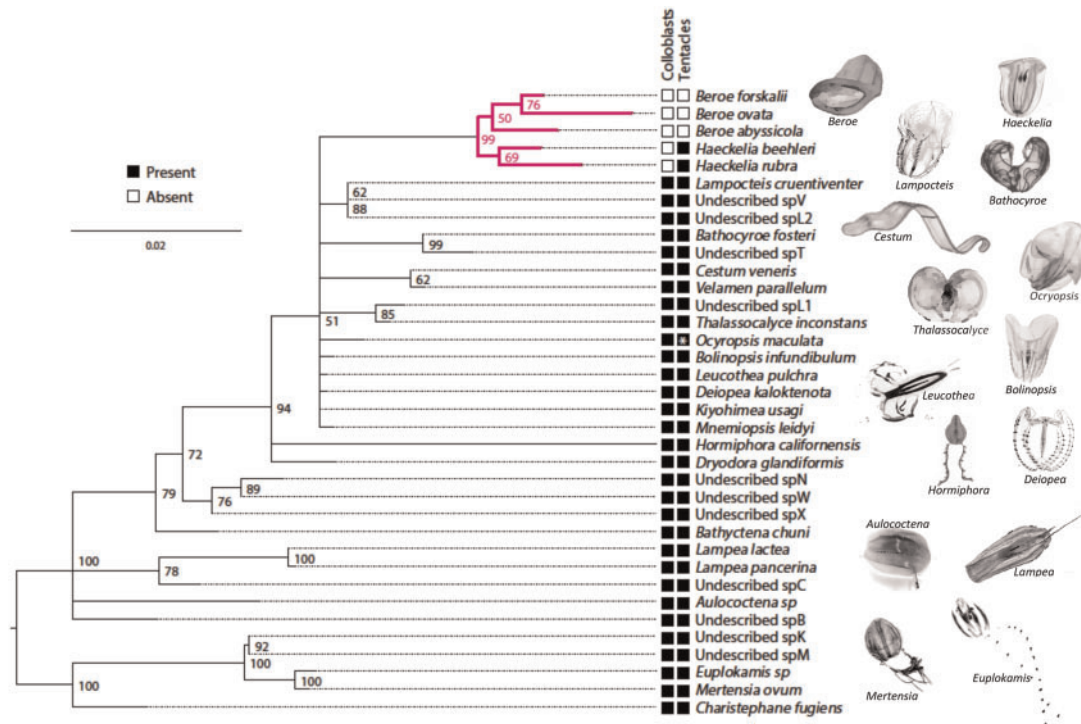 Colloblasts
Tentacles
Present
Absent
0.02
Beroe forskalii
Beroe ovata
Beroe abyssicola
Haeckelia beehleri
Haeckelia rubra
Lampocteis cruentiventer
Undescribed spV
Undescribed spL2
Bathocyroe fosteri
Undescribed spT
Cestum veneris
Velamen parallelum
Undescribed spL1
Thalassocalyce inconstans
Ocyropsis maculata
Bolinopsis infundibulum
Leucothea pulchra
Deiopea kaloktenota
Kiyohimea usagi
Mnemiopsis leidyi
Hormiphora californensis
Dryodora glandiformis
Undescribed spN
Undescribed spW
Undescribed spX
Bathyctena chuni
Lampea lactea
Lampea pancerina
Undescribed spC
Aulococtena sp
Undescribed spB
Undescribed spK
Undescribed spM
Euplokamis sp
Mertensia ovum
Charistephane fugiens
76
50
99
69
62
88
99
62
85
51
94
72
89
76
79
100
100
78
92
100
100
100
Beroe
Haeckelia
Lampocteis
Bathocyroe
Cestum
Ocryopsis
Thalassocalyce
Bolinopsis
Leucothea
Hormiphora
Deiopea
Aulococtena
Lampea
Mertensia
Euplokamis